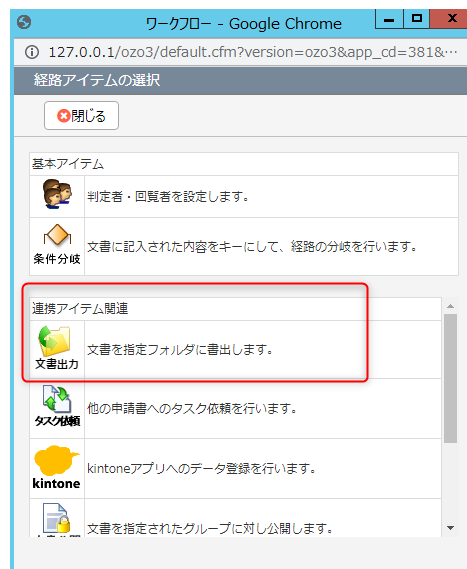 ワークフロー - Google Chrome
127.0.0.1/ozo3/default.cfm?version=ozo3&app_cd=381&…
経路アイテムの選択
閉じる
基本アイテム
判定者・回覧者を設定します。
条件分岐
文書に記入された内容をキーにして、経路の分岐を行います。
連携アイテム関連
文書出力
文書を指定フォルダに書出します。
タスク依頼
他の申請書へのタスク依頼を行います。
kintone
kintoneアプリへのデータ登録を行います。
文書を指定されたグループに対し公開します。